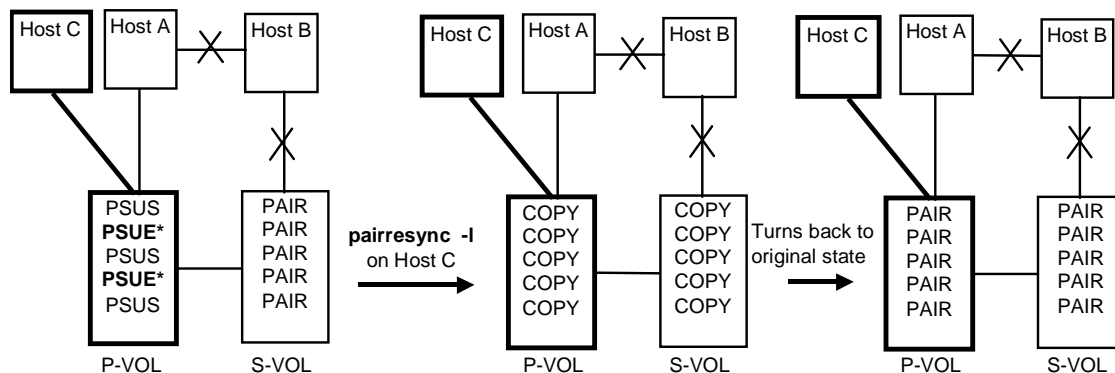 Host C
Host A
Host B
Host C
Host A
Host B
Host C
Host A
Host B
PSUS
PSUE*
PSUS
PSUE*
PSUS
PAIR
PAIR
PAIR
PAIR
PAIR
P-VOL
S-VOL
pairresync -l
on Host C
COPY
COPY
COPY
COPY
COPY
COPY
COPY
COPY
COPY
COPY
P-VOL
S-VOL
Turns back to
original state
PAIR
PAIR
PAIR
PAIR
PAIR
PAIR
PAIR
PAIR
PAIR
PAIR
P-VOL
S-VOL